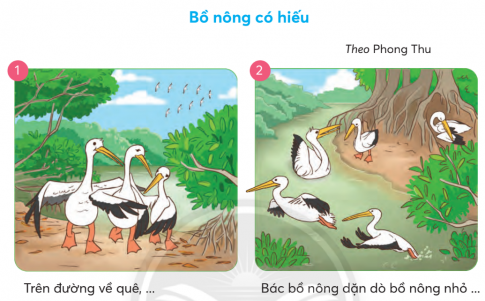 Bồ nông có hiếu
Theo Phong Thu
1
2
Trên đường về quê, ...
Bác bồ nông dặn dò bồ nông nhỏ ...